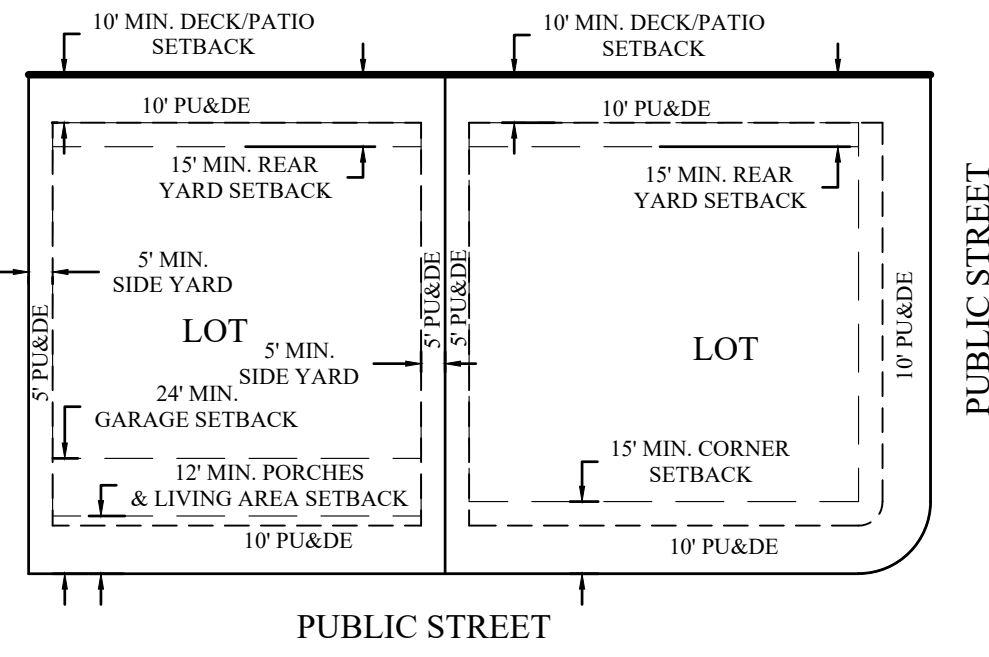 10' MIN. DECK/PATIO
SETBACK
10' MIN. DECK/PATIO
SETBACK
10' PU&DE
10' PU&DE
15' MIN. REAR
YARD SETBACK
15' MIN. REAR
YARD SETBACK
5' MIN.
SIDE YARD
5' PU&DE
5' PU&DE
5' PU&DE
10' PU&DE
PUBLIC STREET
LOT
LOT
5' MIN.
SIDE YARD
24' MIN.
GARAGE SETBACK
12' MIN. PORCHES
& LIVING AREA SETBACK
15' MIN. CORNER
SETBACK
10' PU&DE
10' PU&DE
PUBLIC STREET